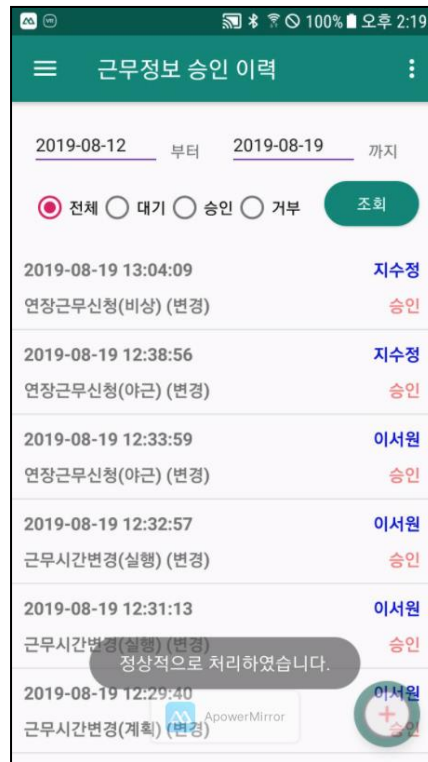 100% 오후 2:19
근무정보 승인 이력
2019-08-12 부터 2019-08-19 까지
전체 대기 승인 거부 조회
2019-08-19 13:04:09 지수정
연장근무신청(비상) (변경) 승인
2019-08-19 12:38:56 지수정
연장근무신청(야근) (변경) 승인
2019-08-19 12:33:59 이서원
연장근무신청(야근) (변경) 승인
2019-08-19 12:32:57 이서원
근무시간변경(실행) (변경) 승인
2019-08-19 12:31:13 이서원
근무시간변경(실행) (변경) 승인
정상적으로 처리하였습니다.
2019-08-19 12:29:40 이서원
근무시간변경(계획) (변경) 승인
ApowerMirror